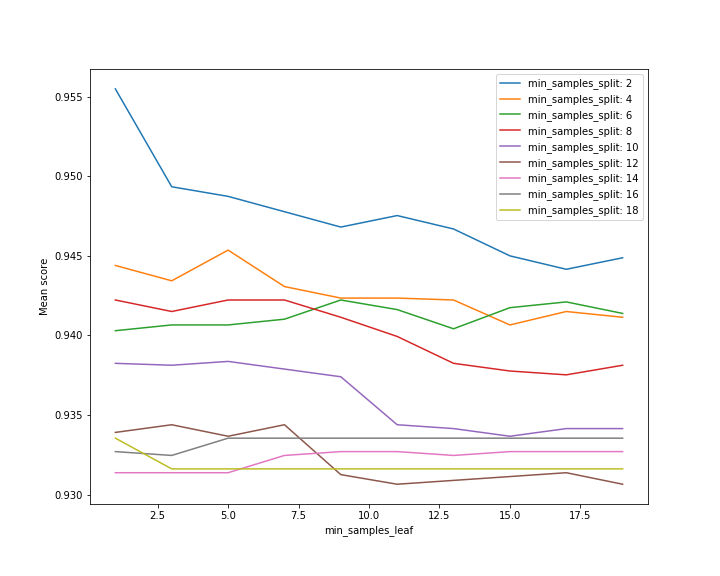 min_samples_split: 2
min_samples_split: 4
min_samples_split: 6
min_samples_split: 8
min_samples_split: 10
min_samples_split: 12
min_samples_split: 14
min_samples_split: 16
min_samples_split: 18
Mean score
0.955
0.950
0.945
0.940
0.935
0.930
2.5 5.0 7.5 10.0 12.5 15.0 17.5
min_samples_leaf